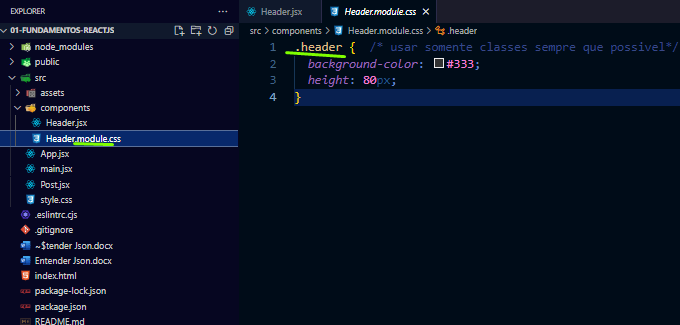 EXPLORER
01-FUNDAMENTOS-REACTJS
node_modules
public
src
assets
components
Header.jsx
Header.module.css
App.jsx
main.jsx
Post.jsx
style.css
.eslintrc.cjs
.gitignore
~$tender Json.docx
Entender Json.docx
index.html
package-lock.json
package.json
README.md
Header.jsx
Header.module.css
src > components > Header.module.css > .header
1 .header { /* usar somente classes sempre que possivel*/
2 background-color: #333;
3 height: 80px;
4 }